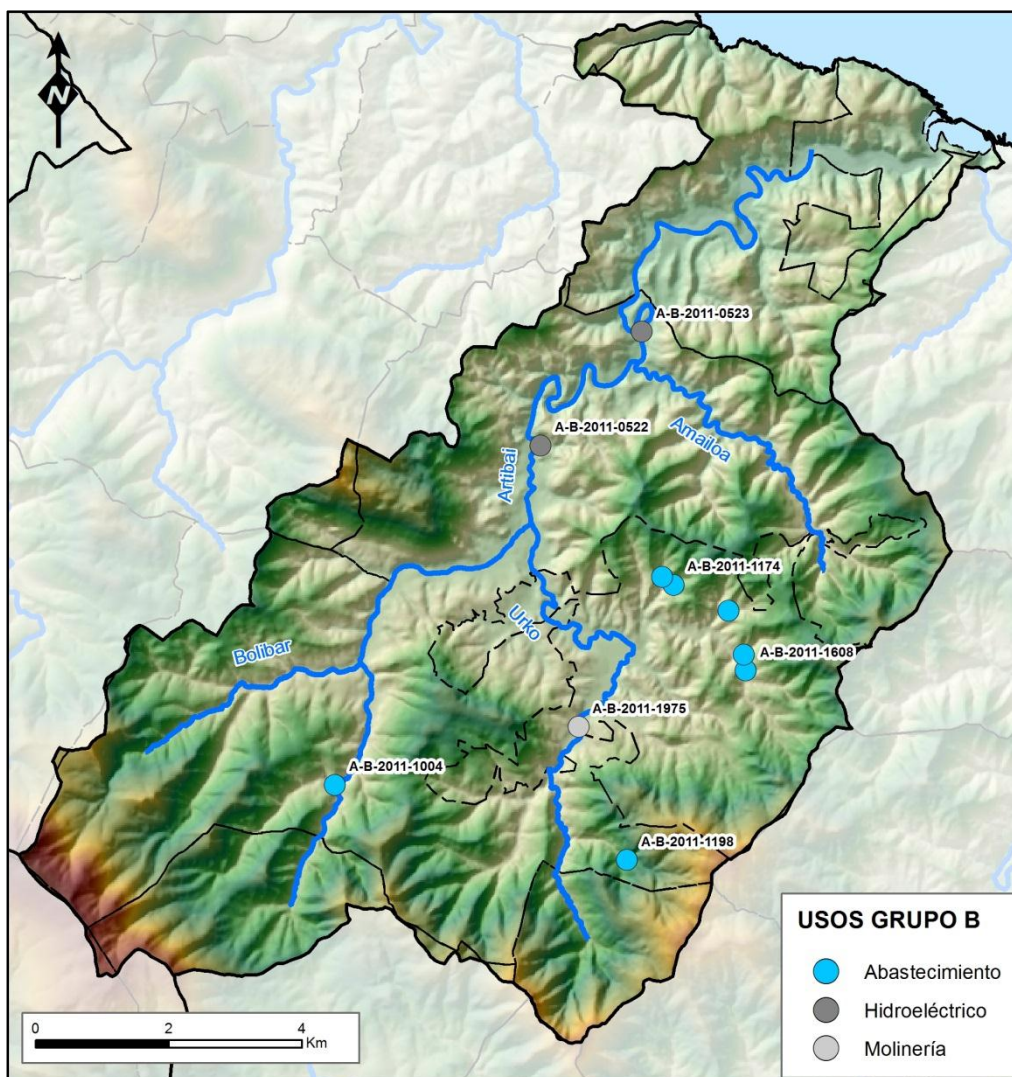 N
A-B-2011-0523
A-B-2011-0522
Amailoa
Artibai
A-B-2011-1174
Urko
Bolibar
A-B-2011-1608
A-B-2011-1975
A-B-2011-1004
A-B-2011-1198
USOS GRUPO B
Abastecimiento
Hidroeléctrico
Molinería
0 2 4
Km